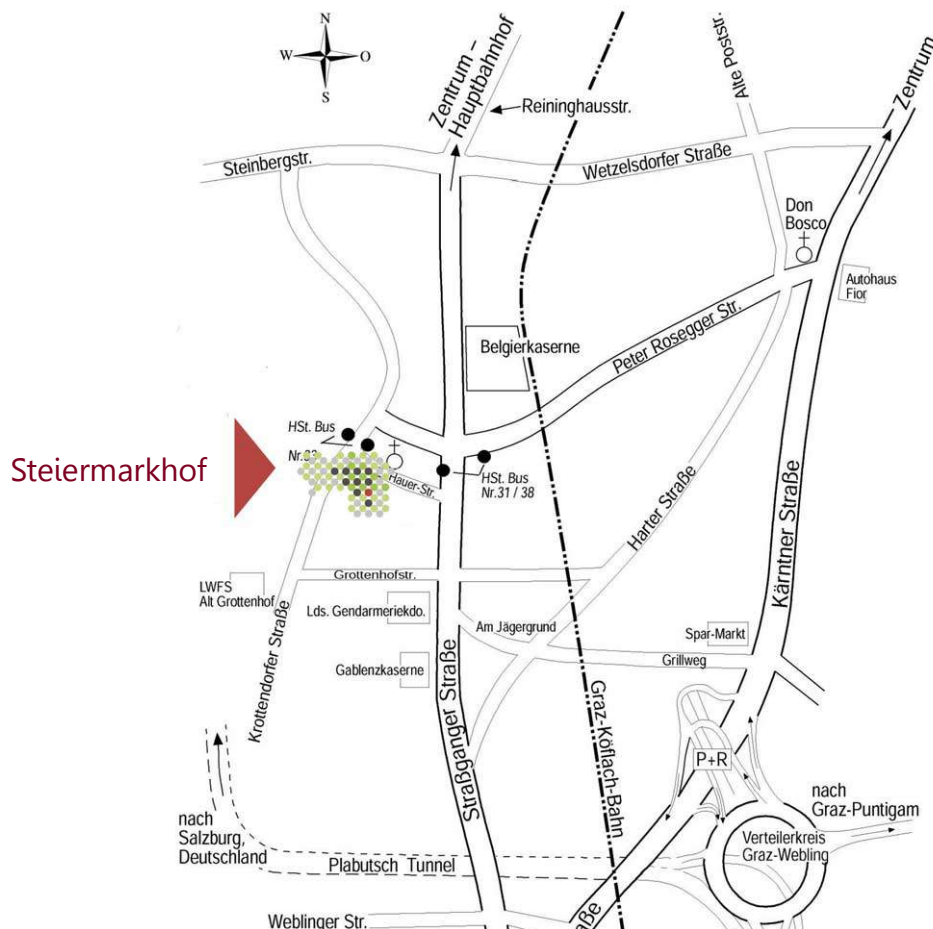 N
W
O
S
Zentrum –
Hauptbahnhof
Reininghausstr.
Alte Poststr.
Zentrum
Steinbergstr.
Wetzelsdorfer Straße
Don
Bosco
Autohaus
Fior
Belgierkaserne
Peter Rosegger Str.
HSt. Bus
Steiermarkhof
Hauer-Str.
HSt. Bus
Nr.31 / 38
Harter Straße
Kärntner Straße
Grottenhofstr.
LWFS
Alt Grottenhof
Lds. Gendarmeriekdo.
Am Jägergrund
Spar-Markt
Grillweg
Gablenzkaserne
Krottendorfer Straße
Straßganger Straße
Graz-Köflach-Bahn
P+R
nach
Graz-Puntigam
nach
Salzburg,
Deutschland
Verteilerkreis
Graz-Webling
Plabutsch Tunnel
Weblinger Str.